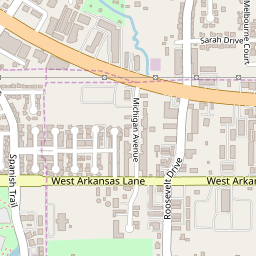 Melbourne Court
Sarah Drive
Michigan Avenue
Spanish Trail
Roosevelt Drive
West Arkansas Lane
West Arkan